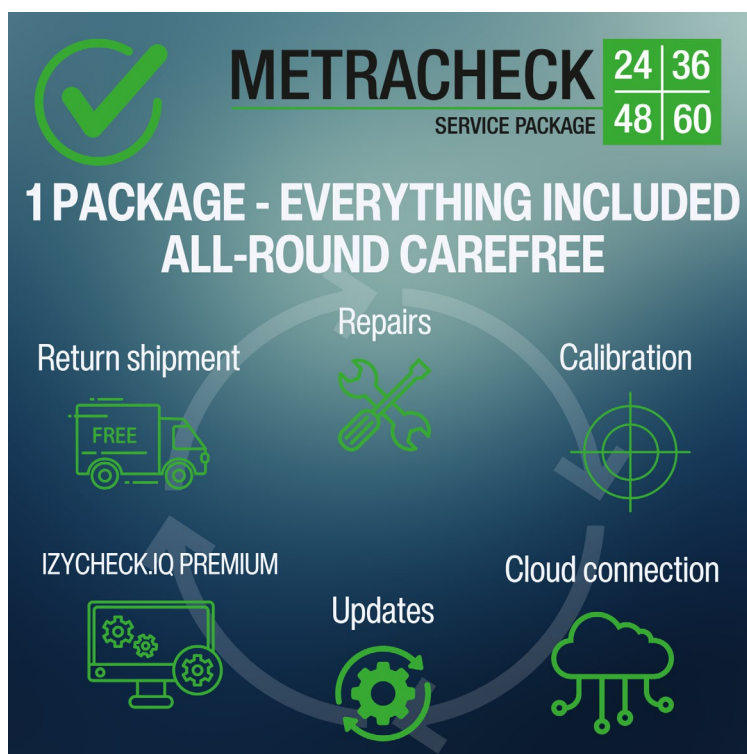 METRACHECK
24 36
SERVICE PACKAGE
48 60
1 PACKAGE - EVERYTHING INCLUDED
ALL-ROUND CAREFREE
Repairs
Return shipment
Calibration
FREE
IZYCHECK.IQ PREMIUM
Cloud connection
Updates